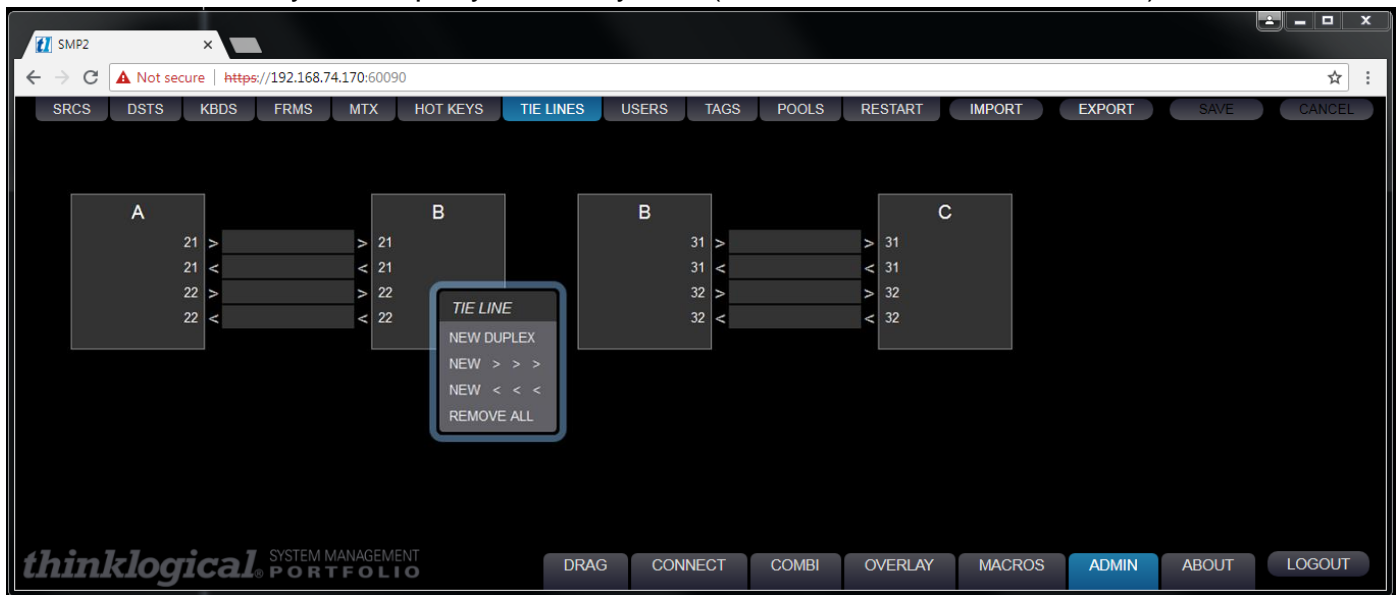 SMP2 ×
Not secure | https://192.168.74.170:60090
SRCS DSTS KBDS FRMS MTX HOT KEYS TIE LINES USERS TAGS POOLS RESTART IMPORT EXPORT SAVE CANCEL
A B B C
21 > > 21 31 > > 31
21 < < 21 31 < < 31
22 > > 22 32 > > 32
22 < < 22 32 < < 32
TIE LINE
NEW DUPLEX
NEW > > >
NEW < < <
REMOVE ALL
thinklogical® SYSTEM MANAGEMENT
PORTFOLIO
DRAG CONNECT COMBI OVERLAY MACROS ADMIN ABOUT LOGOUT